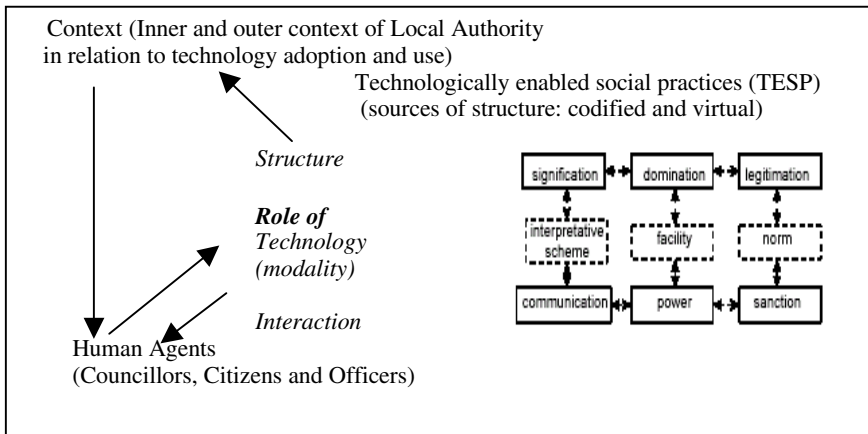 Context (Inner and outer context of Local Authority
in relation to technology adoption and use)
Technologically enabled social practices (TESP)
(sources of structure: codified and virtual)
Structure
Role of
Technology
(modality)
Interaction
Human Agents
(Councillors, Citizens and Officers)
signification domination legitimation
interpretative
scheme
facility norm
communication power sanction